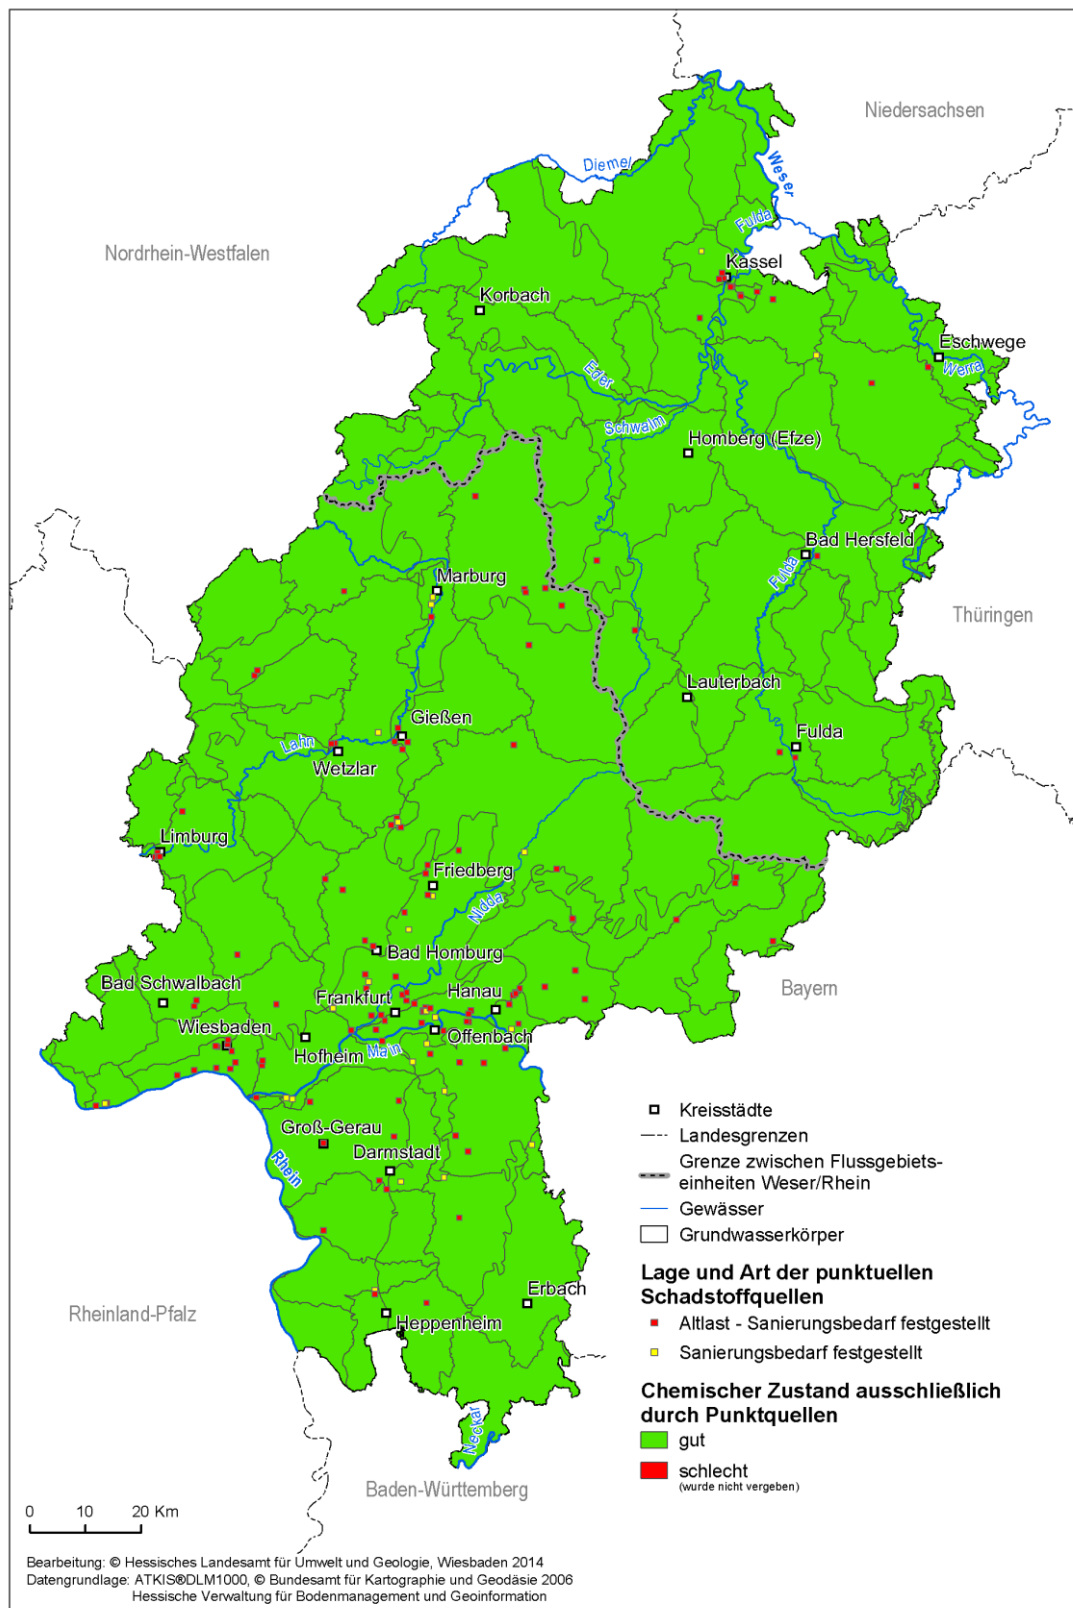 Niedersachsen
Diemel
Weser
Fulda
Nordrhein-Westfalen
Kassel
Korbach
Eschwege
Werra
Eder
Schwalm
Homberg (Efze)
Bad Hersfeld
Fulda
Marburg
Thüringen
Lauterbach
Gießen
Fulda
Lahn
Wetzlar
Limburg
Friedberg
Nidda
Bad Homburg
Bayern
Bad Schwalbach
Frankfurt
Hanau
Wiesbaden
Offenbach
Hofheim
Main
Groß-Gerau
Darmstadt
Rhein
Erbach
Rheinland-Pfalz
Heppenheim
Neckar
Baden-Württemberg
Kreisstädte
Landesgrenzen
Grenze zwischen Flussgebiets-
einheiten Weser/Rhein
Gewässer
Grundwasserkörper
Lage und Art der punktuellen
Schadstoffquellen
Altlast - Sanierungsbedarf festgestellt
Sanierungsbedarf festgestellt
Chemischer Zustand ausschließlich
durch Punktquellen
gut
schlecht
(wurde nicht vergeben)
0 10 20 Km
Bearbeitung: © Hessisches Landesamt für Umwelt und Geologie, Wiesbaden 2014
Datengrundlage: ATKIS®DLM1000, © Bundesamt für Kartographie und Geodäsie 2006
Hessische Verwaltung für Bodenmanagement und Geoinformation